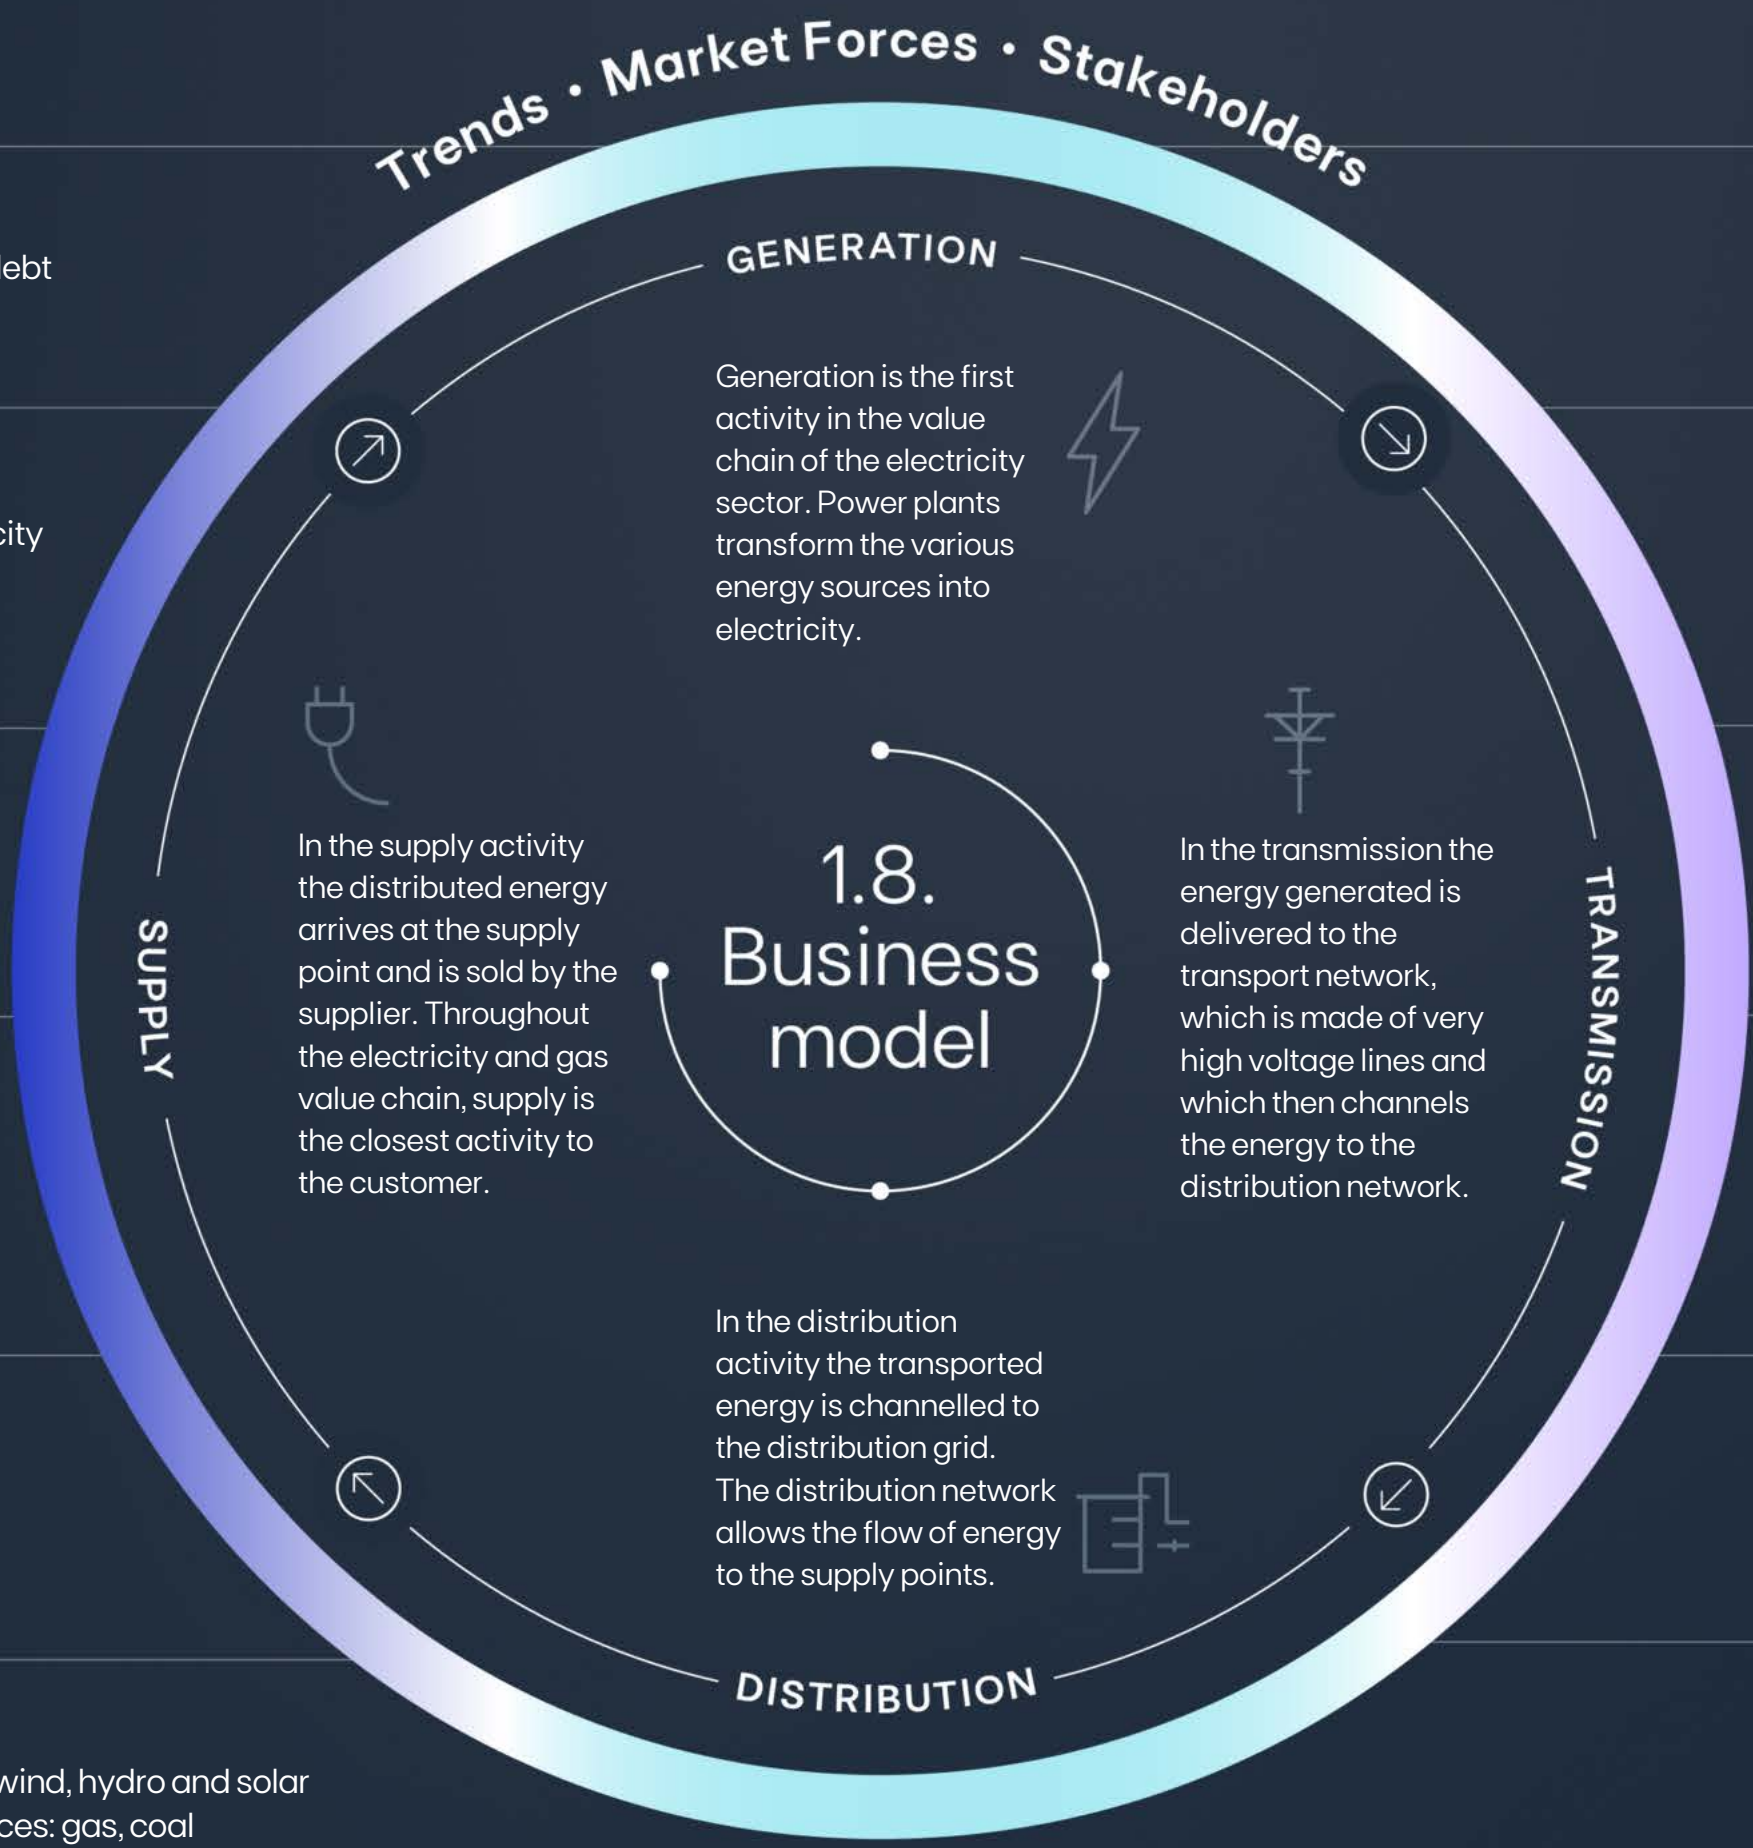 Trends • Market Forces • Stakeholders
GENERATION
Generation is the first
activity in the value
chain of the electricity
sector. Power plants
transform the various
energy sources into
electricity.
In the supply activity
the distributed energy
arrives at the supply
point and is sold by the
supplier. Throughout
the electricity and gas
value chain, supply is
the closest activity to
the customer.
SUPPLY
1.8.
Business
model
In the transmission the
energy generated is
delivered to the
transport network,
which is made of very
high voltage lines and
which then channels
the energy to the
distribution network.
TRANSMISSION
In the distribution
activity the transported
energy is channelled to
the distribution grid.
The distribution network
allows the flow of energy
to the supply points.
DISTRIBUTION
wind, hydro and solar
gas, coal